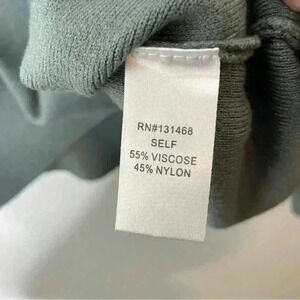 RN#131468
SELF
55% VISCOSE
45% NYLON